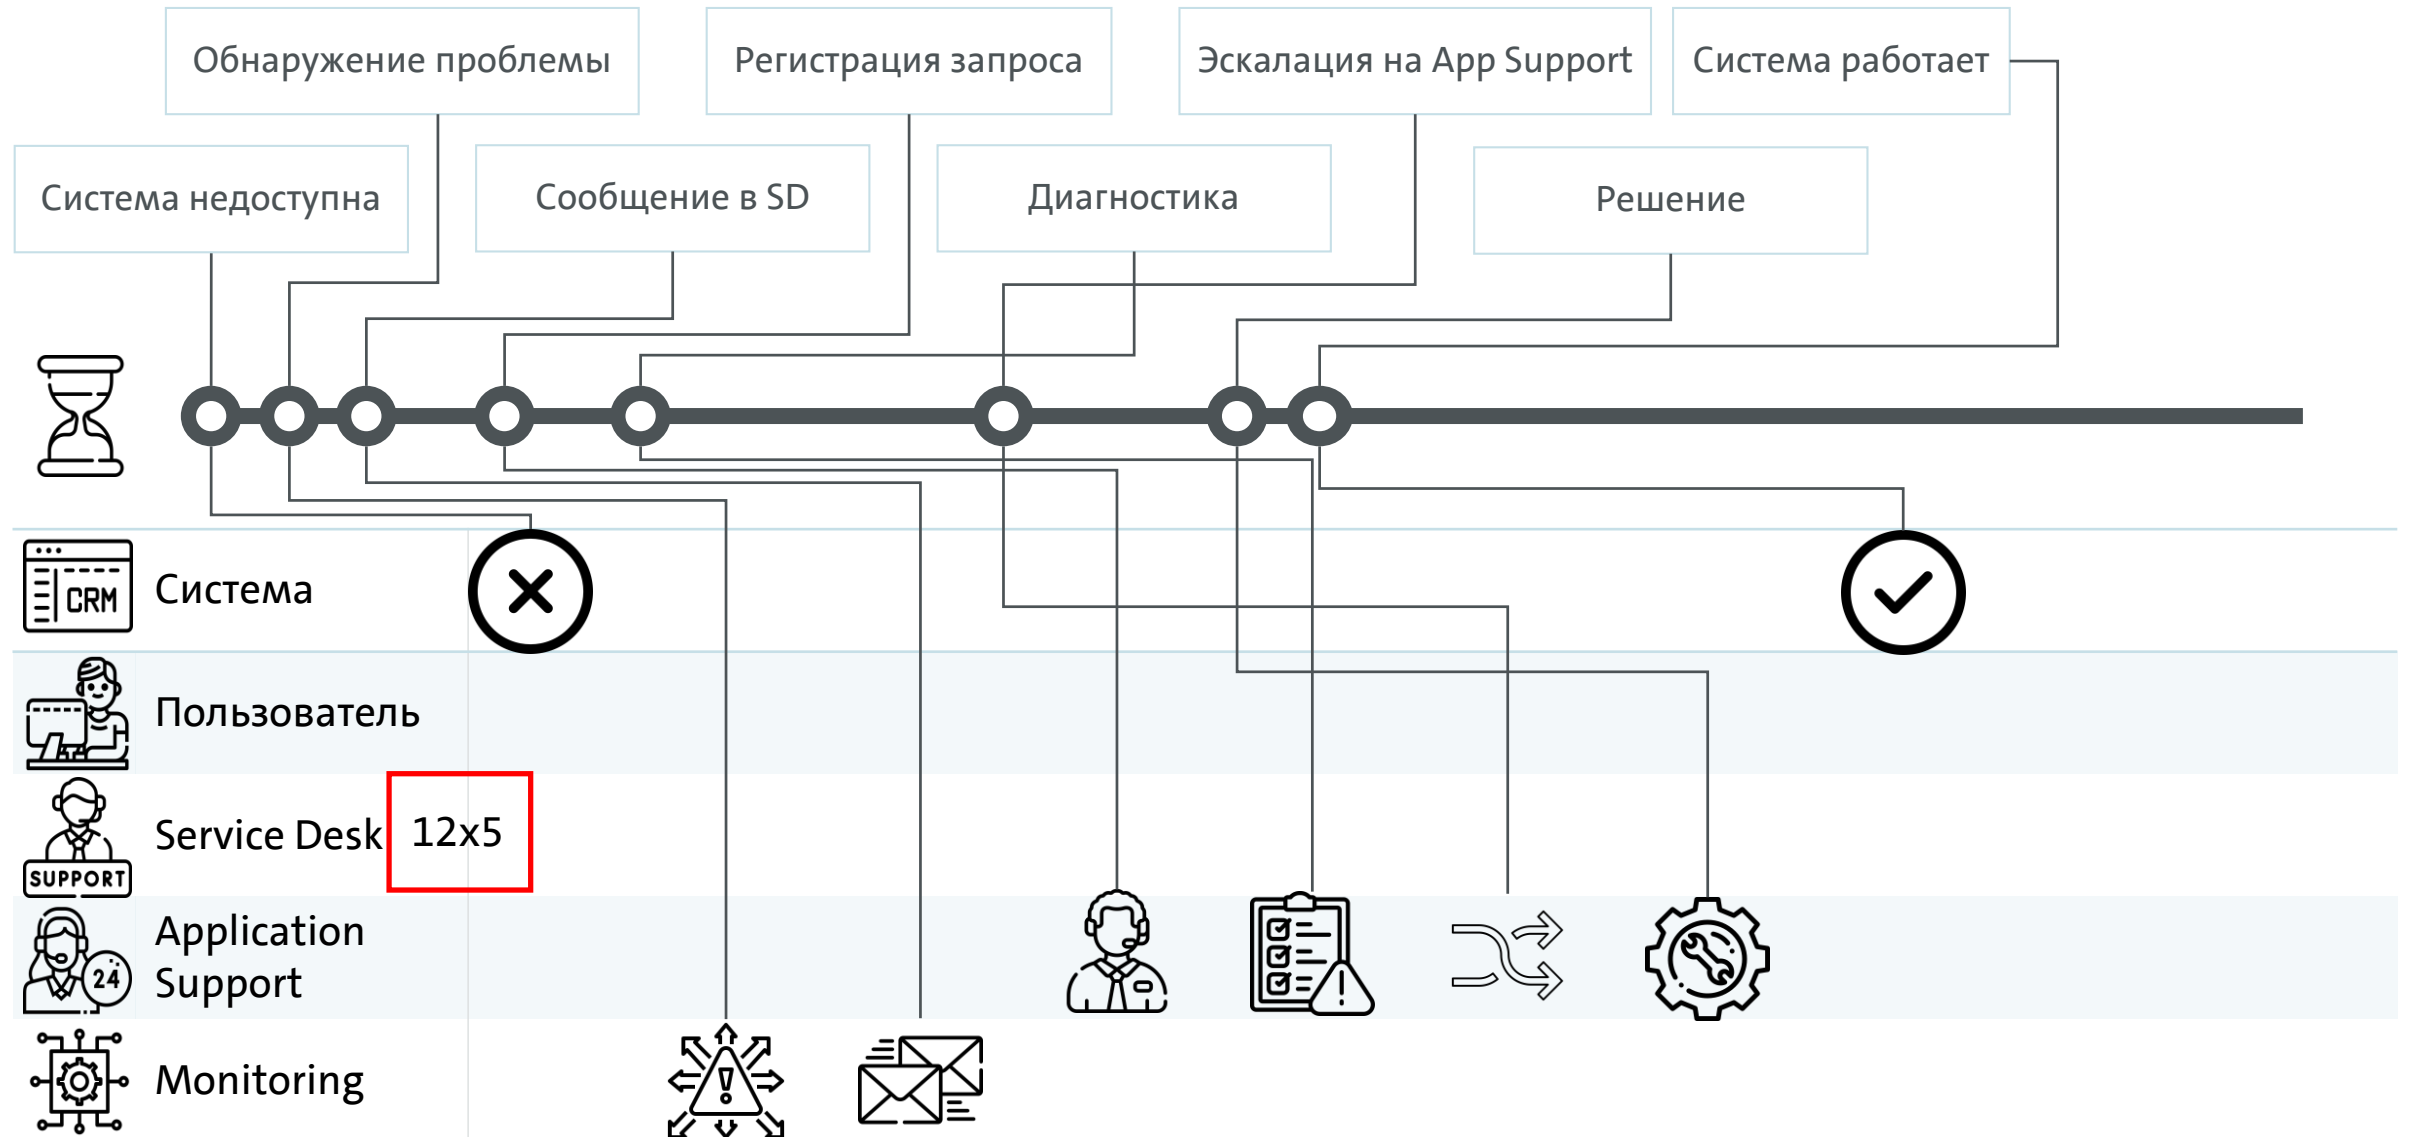 Обнаружение проблемы
Регистрация запроса
Эскалация на App Support
Система работает
Система недоступна
Сообщение в SD
Диагностика
Решение
CRM
Система
Пользователь
SUPPORT
Service Desk
12x5
24
Application
Support
Monitoring